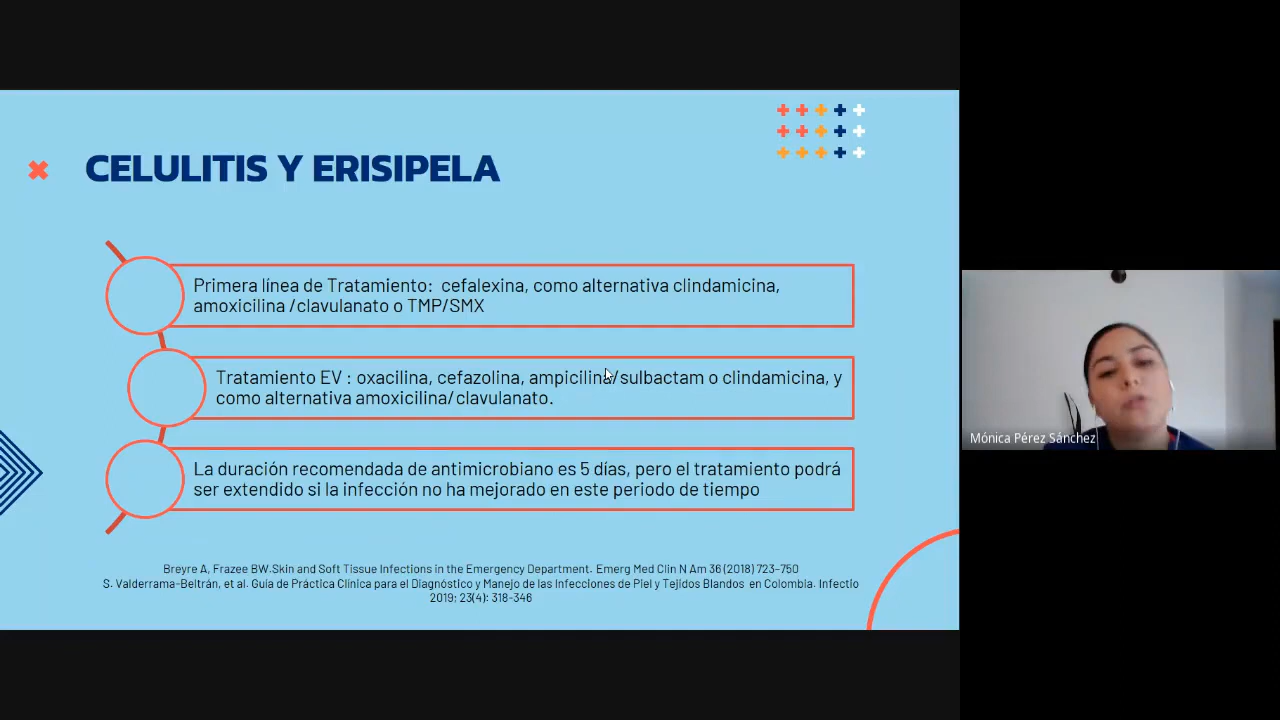 CELULITIS Y ERISIPELA
Primera línea de Tratamiento: cefalexina, como alternativa clindamicina,
amoxicilina /clavulanato o TMP/SMX
Tratamiento EV : oxacilina, cefazolina, ampicilina/sulbactam o clindamicina, y
como alternativa amoxicilina/clavulanato.
La duración recomendada de antimicrobiano es 5 días, pero el tratamiento podrá
ser extendido si la infección no ha mejorado en este periodo de tiempo
Breyre A, Frazee BW.Skin and Soft Tissue Infections in the Emergency Department. Emerg Med Clin N Am 36 (2018) 723–750
S. Valderrama-Beltrán, et al. Guía de Práctica Clínica para el Diagnóstico y Manejo de las Infecciones de Piel y Tejidos Blandos en Colombia. Infectio
2019; 23(4): 318-346
Mónica Pérez Sánchez